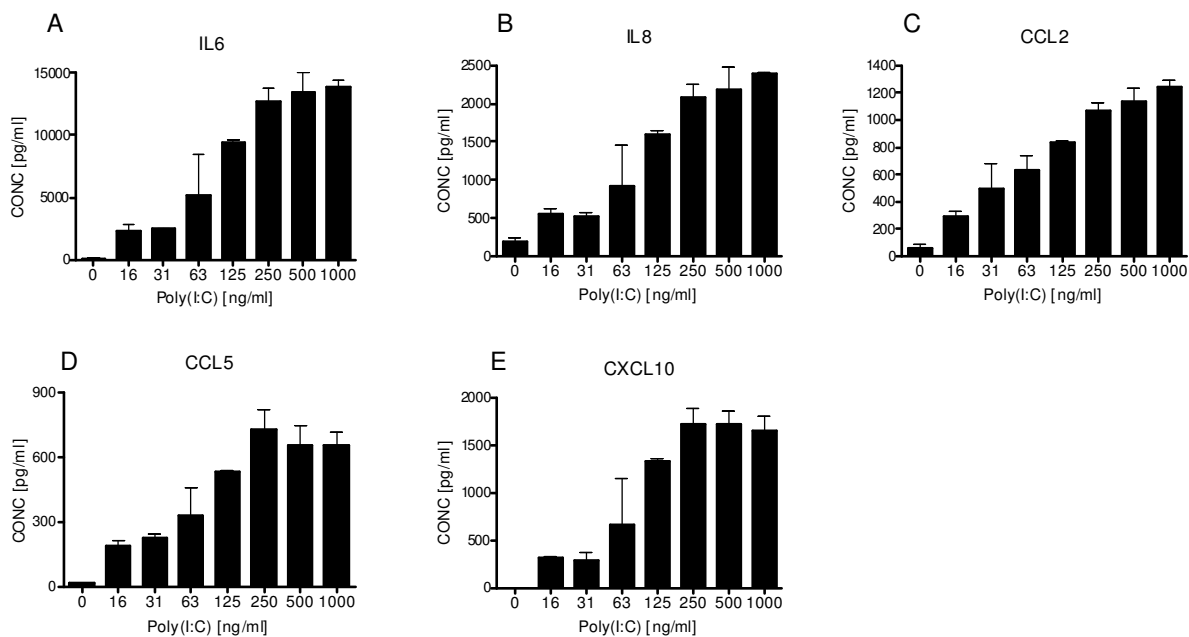 A
IL6
CONC [pg/ml]
15000
10000
5000
0
0 16 31 63 125 250 500 1000
Poly(I:C) [ng/ml]
B
IL8
CONC [pg/ml]
2500
2000
1500
1000
500
0
0 16 31 63 125 250 500 1000
Poly(I:C) [ng/ml]
C
CCL2
CONC [pg/ml]
1400
1200
1000
800
600
400
200
0
0 16 31 63 125 250 500 1000
Poly(I:C) [ng/ml]
D
CCL5
CONC [pg/ml]
900
600
300
0
0 16 31 63 125 250 500 1000
Poly(I:C) [ng/ml]
E
CXCL10
CONC [pg/ml]
2000
1500
1000
500
0
0 16 31 63 125 250 500 1000
Poly(I:C) [ng/ml]